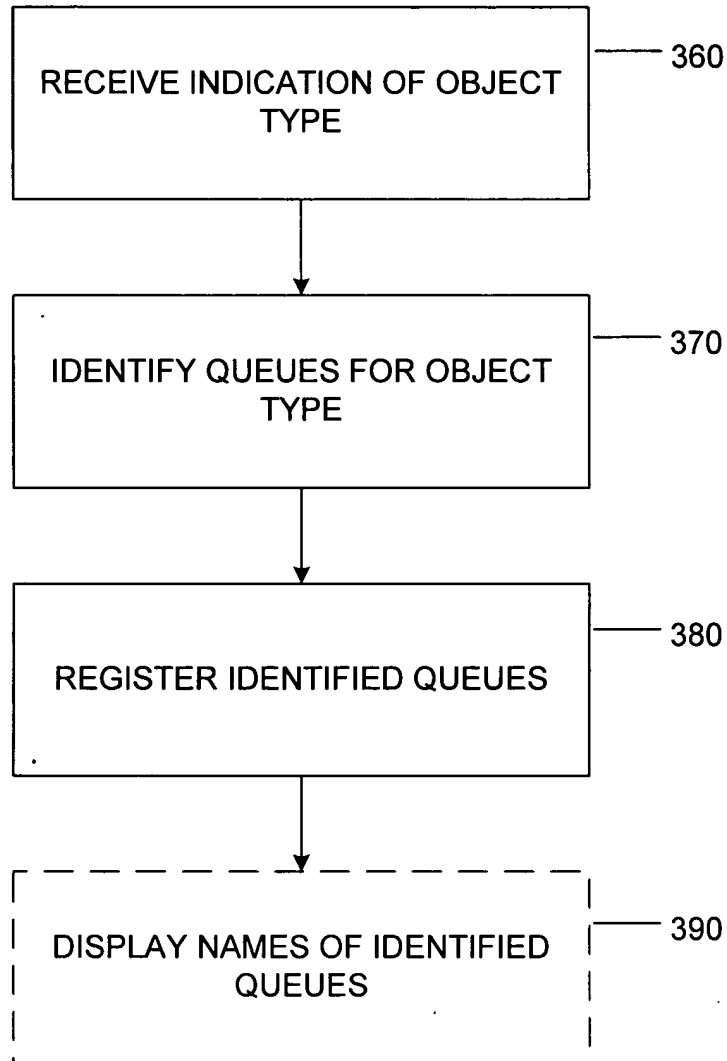 RECEIVE INDICATION OF OBJECT
TYPE
360
IDENTIFY QUEUES FOR OBJECT
TYPE
370
REGISTER IDENTIFIED QUEUES
380
DISPLAY NAMES OF IDENTIFIED
QUEUES
390